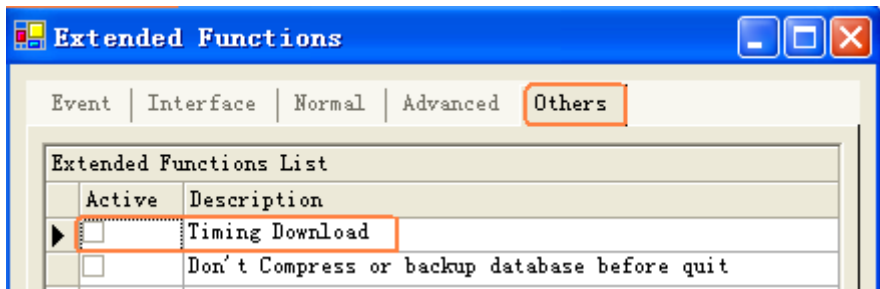 Extended Functions
Event Interface Normal Advanced Others
Extended Functions List
Active Description
Timing Download
Don't Compress or backup database before quit